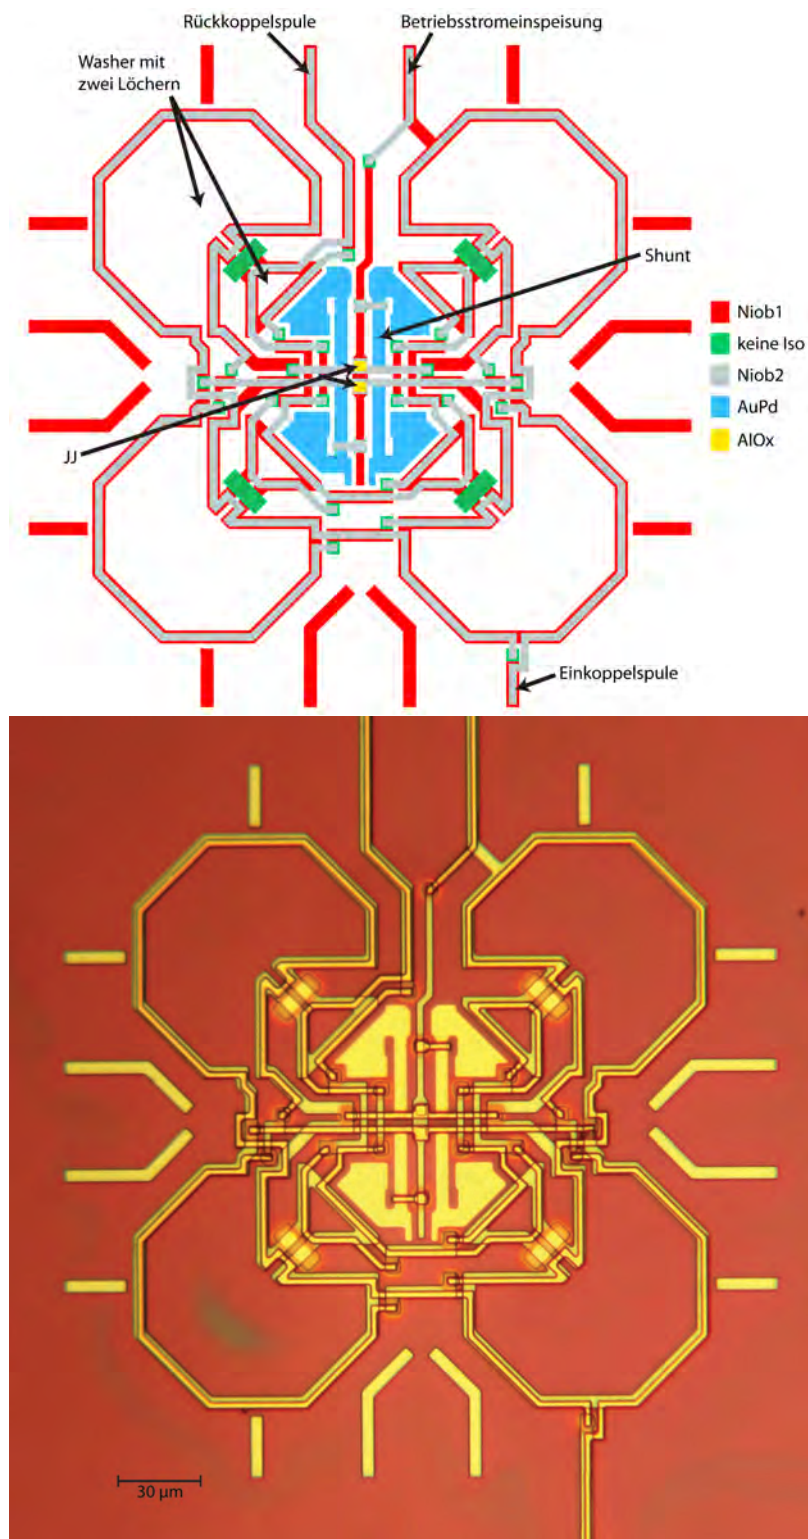 Rückkoppelspule
Betriebsstromeinspeisung
Washer mit
zwei Löchern
Shunt
Niob1
keine Iso
Niob2
AuPd
AlOx
JJ
Einkoppelspule
30 µm